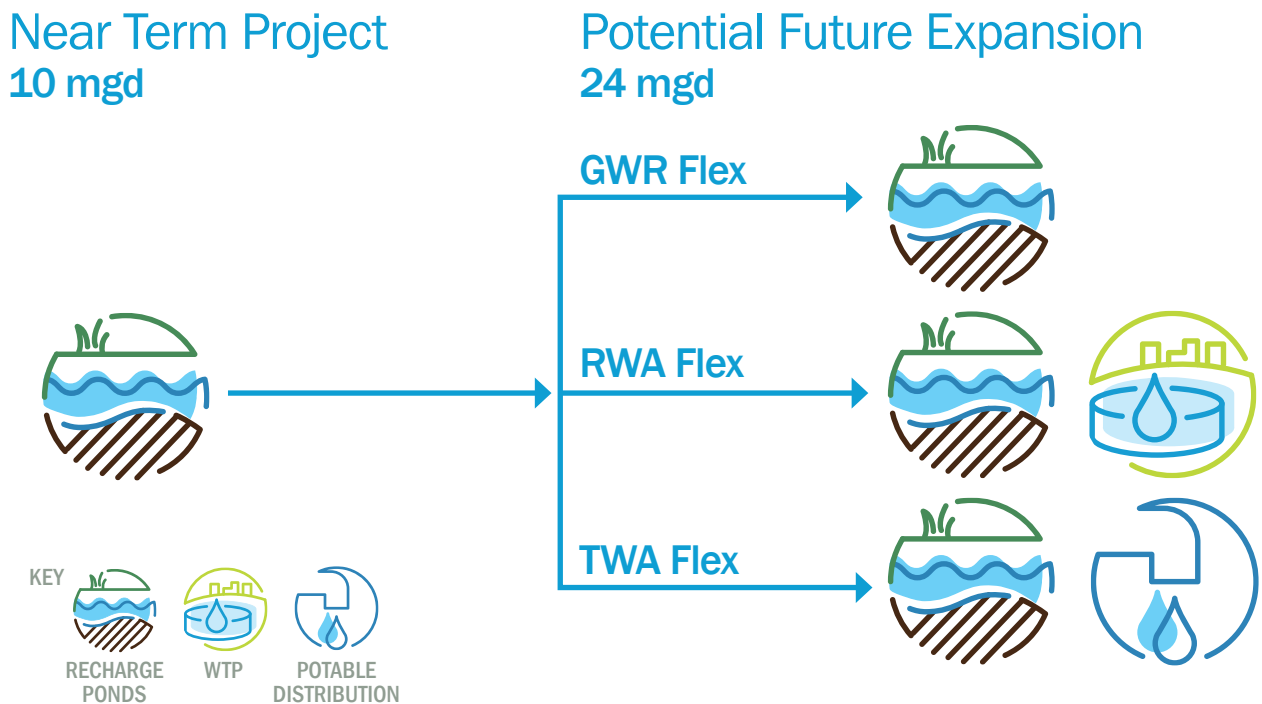 Near Term Project
10 mgd
Potential Future Expansion
24 mgd
GWR Flex
RWA Flex
TWA Flex
KEY
RECHARGE
PONDS
WTP
POTABLE
DISTRIBUTION